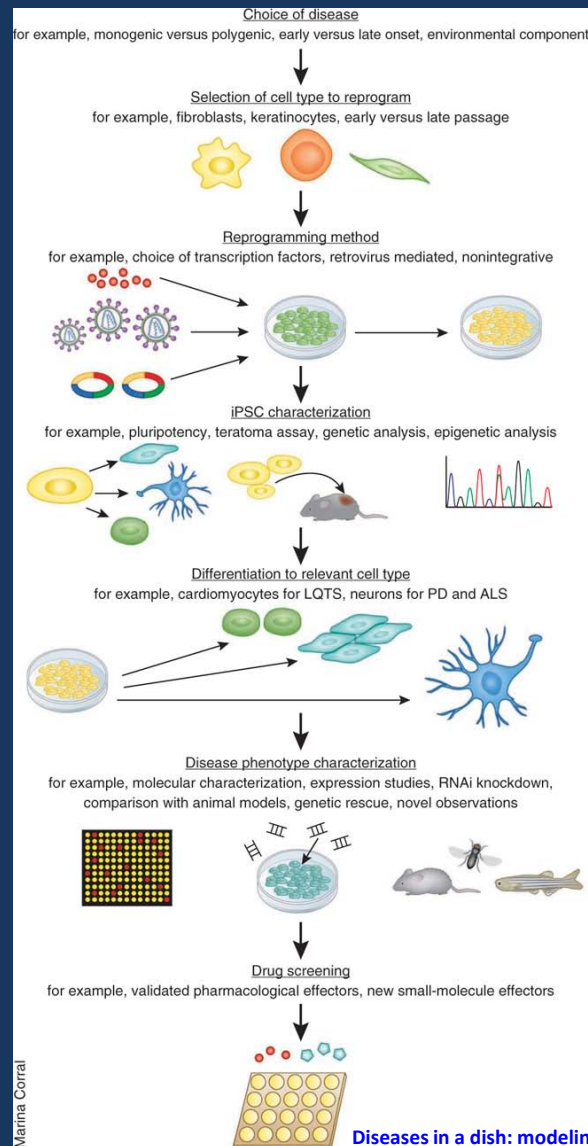 Choice of disease
for example, monogenic versus polygenic, early versus late onset, environmental component
Selection of cell type to reprogram
for example, fibroblasts, keratinocytes, early versus late passage
Reprogramming method
for example, choice of transcription factors, retrovirus mediated, nonintegrative
iPSC characterization
for example, pluripotency, teratoma assay, genetic analysis, epigenetic analysis
Differentiation to relevant cell type
for example, cardiomyocytes for LQTS, neurons for PD and ALS
Disease phenotype characterization
for example, molecular characterization, expression studies, RNAi knockdown,
comparison with animal models, genetic rescue, novel observations
Drug screening
for example, validated pharmacological effectors, new small-molecule effectors
Marina Corral
Diseases in a dish: modelin